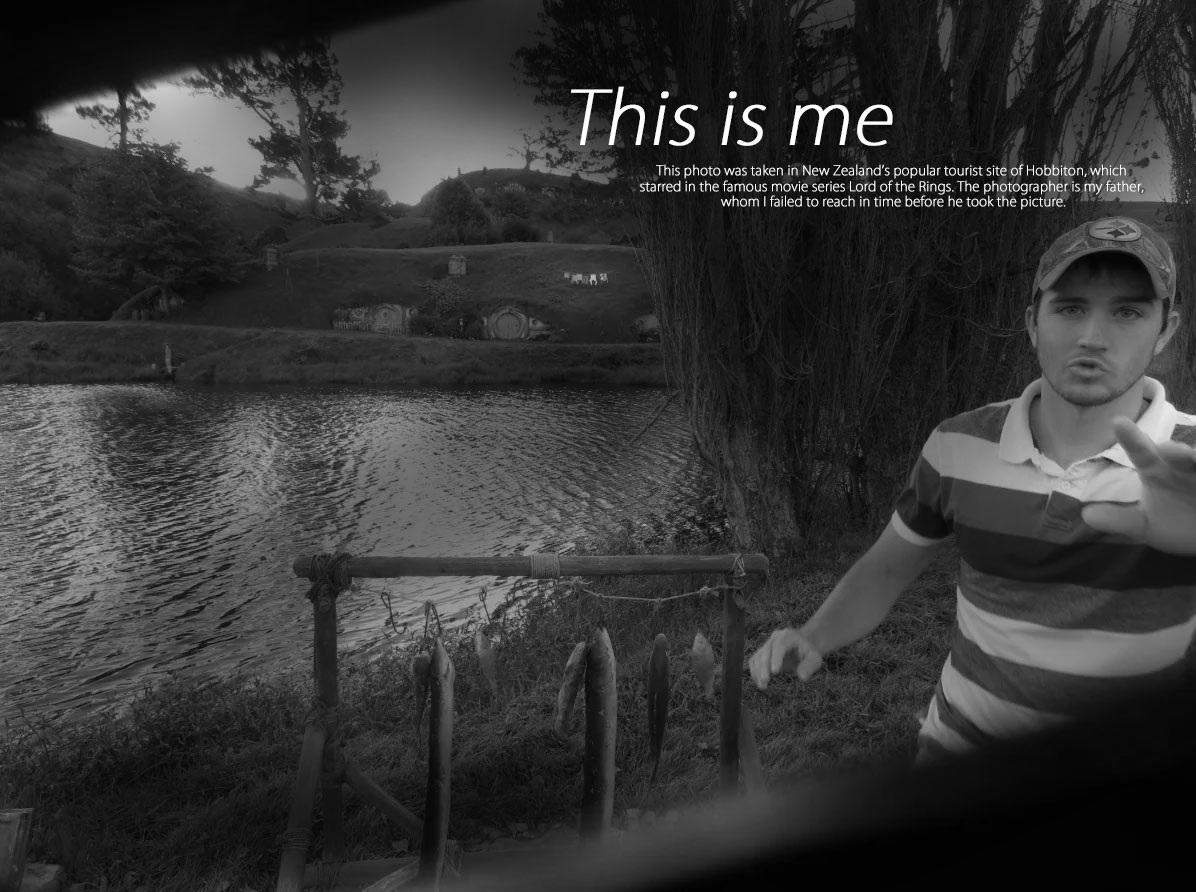 This is me
This photo was taken in New Zealand's popular tourist site of Hobbiton, which
starred in the famous movie series Lord of the Rings. The photographer is my father,
whom I failed to reach in time before he took the picture.